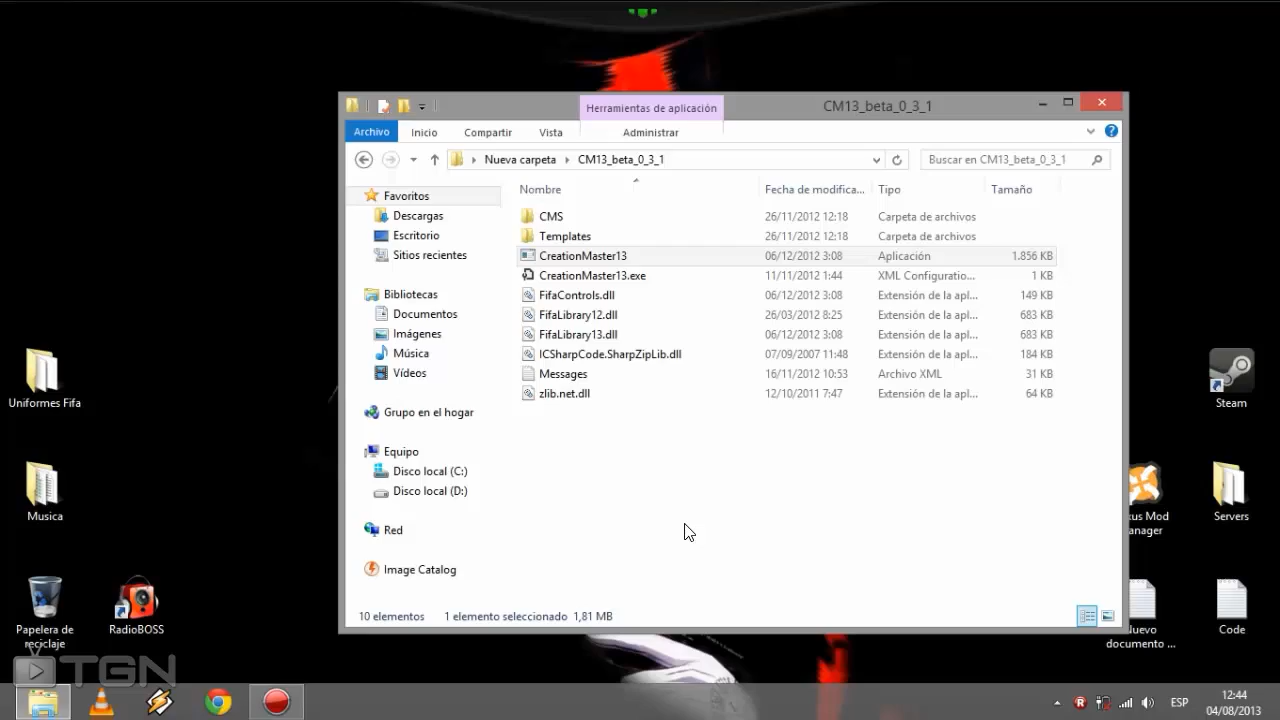 Herramientas de aplicación
CM13_beta_0_3_1
Archivo
Inicio
Compartir
Vista
Administrar
Nueva carpeta
CM13_beta_0_3_1
Buscar en CM13_beta_0_3_1
Nombre
Fecha de modifica...
Tipo
Tamaño
Favoritos
Descargas
Escritorio
Sitios recientes
Bibliotecas
Documentos
Imágenes
Música
Vídeos
Grupo en el hogar
Equipo
Disco local (C:)
Disco local (D:)
Red
Image Catalog
CMS 26/11/2012 12:18 Carpeta de archivos
Templates 26/11/2012 12:18 Carpeta de archivos
CreationMaster13 06/12/2012 3:08 Aplicación 1.856 KB
CreationMaster13.exe 11/11/2012 1:44 XML Configuratio... 1 KB
FifaControls.dll 06/12/2012 3:08 Extensión de la apl... 149 KB
FifaLibrary12.dll 26/03/2012 8:25 Extensión de la apl... 683 KB
FifaLibrary13.dll 06/12/2012 3:08 Extensión de la apl... 683 KB
ICSharpCode.SharpZipLib.dll 07/09/2007 11:48 Extensión de la apl... 184 KB
Messages 16/11/2012 10:53 Archivo XML 31 KB
zlib.net.dll 12/10/2011 7:47 Extensión de la apl... 64 KB
10 elementos
1 elemento seleccionado 1,81 MB
Uniformes Fifa
Musica
Papelera de
reciclaje
RadioBOSS
Steam
xus Mod
anager
Servers
Nuevo
documento ...
Code
TGN
ESP
12:44
04/08/2013